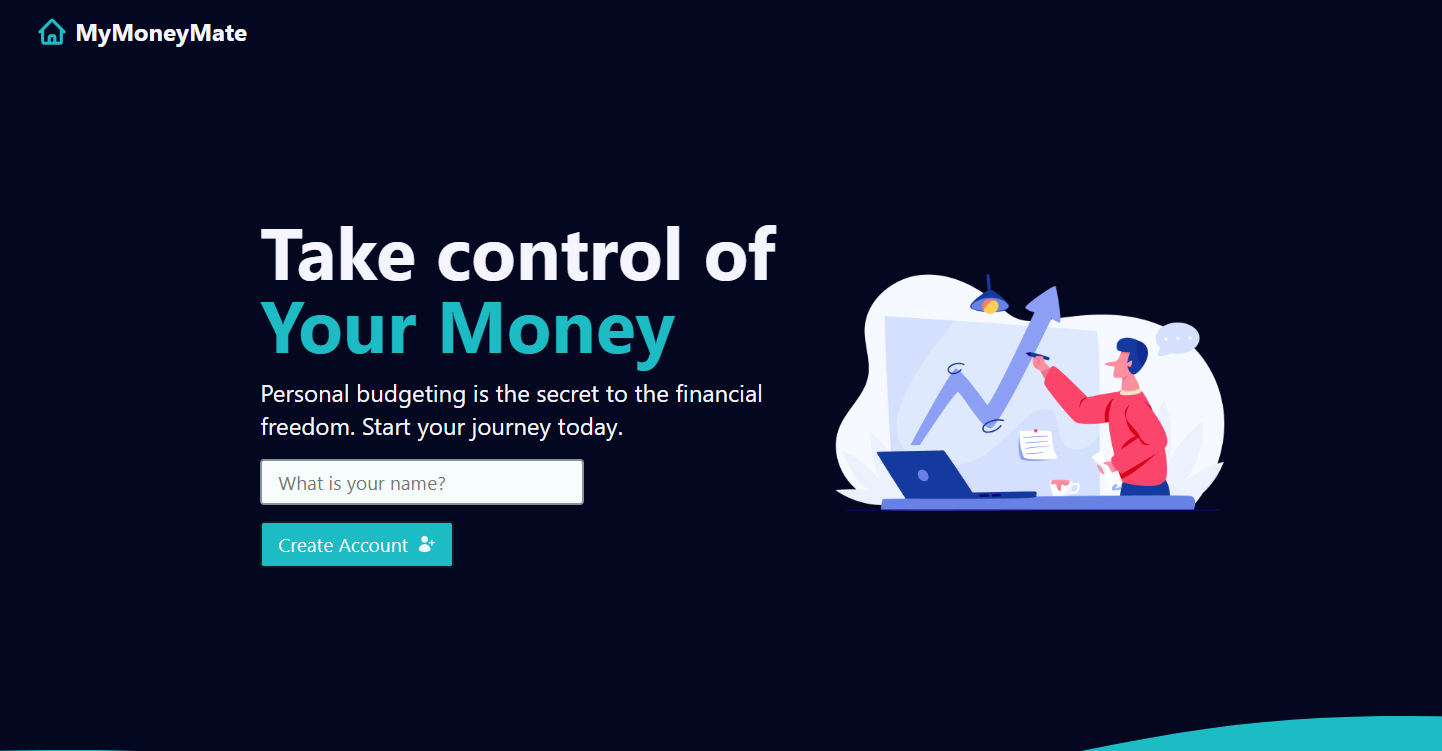 MyMoneyMate
Take control of
Your Money
Personal budgeting is the secret to the financial
freedom. Start your journey today.
What is your name?
Create Account